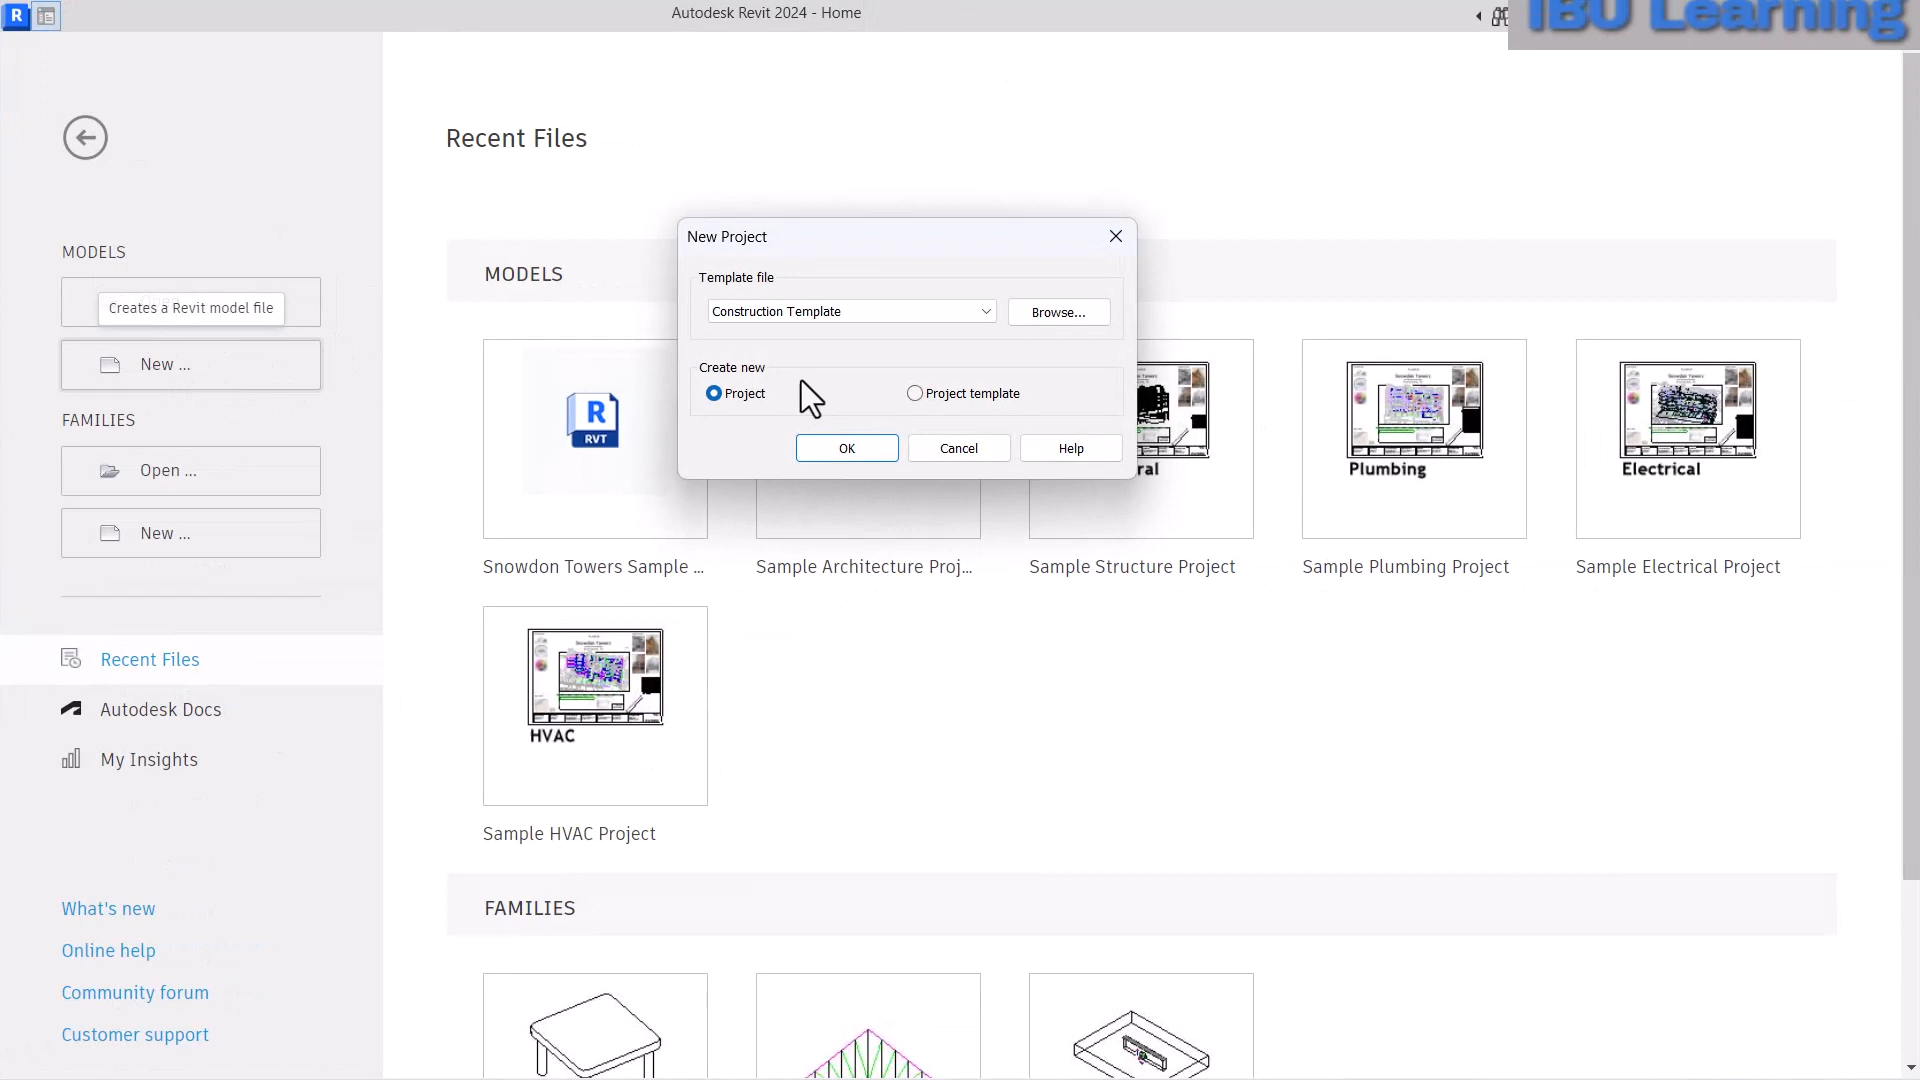 R
Autodesk Revit 2024 - Home
IBU Learning
Recent Files
MODELS
Creates a Revit model file
New ...
FAMILIES
Open ...
New ...
Recent Files
Autodesk Docs
My Insights
What's new
Online help
Community forum
Customer support
MODELS
New Project
Template file
Construction Template
Browse...
Create new
Project
Project template
OK
Cancel
Help
R
RVT
ral
Plumbing
Electrical
Snowdon Towers Sample ...
Sample Architecture Proj...
Sample Structure Project
Sample Plumbing Project
Sample Electrical Project
HVAC
Sample HVAC Project
FAMILIES